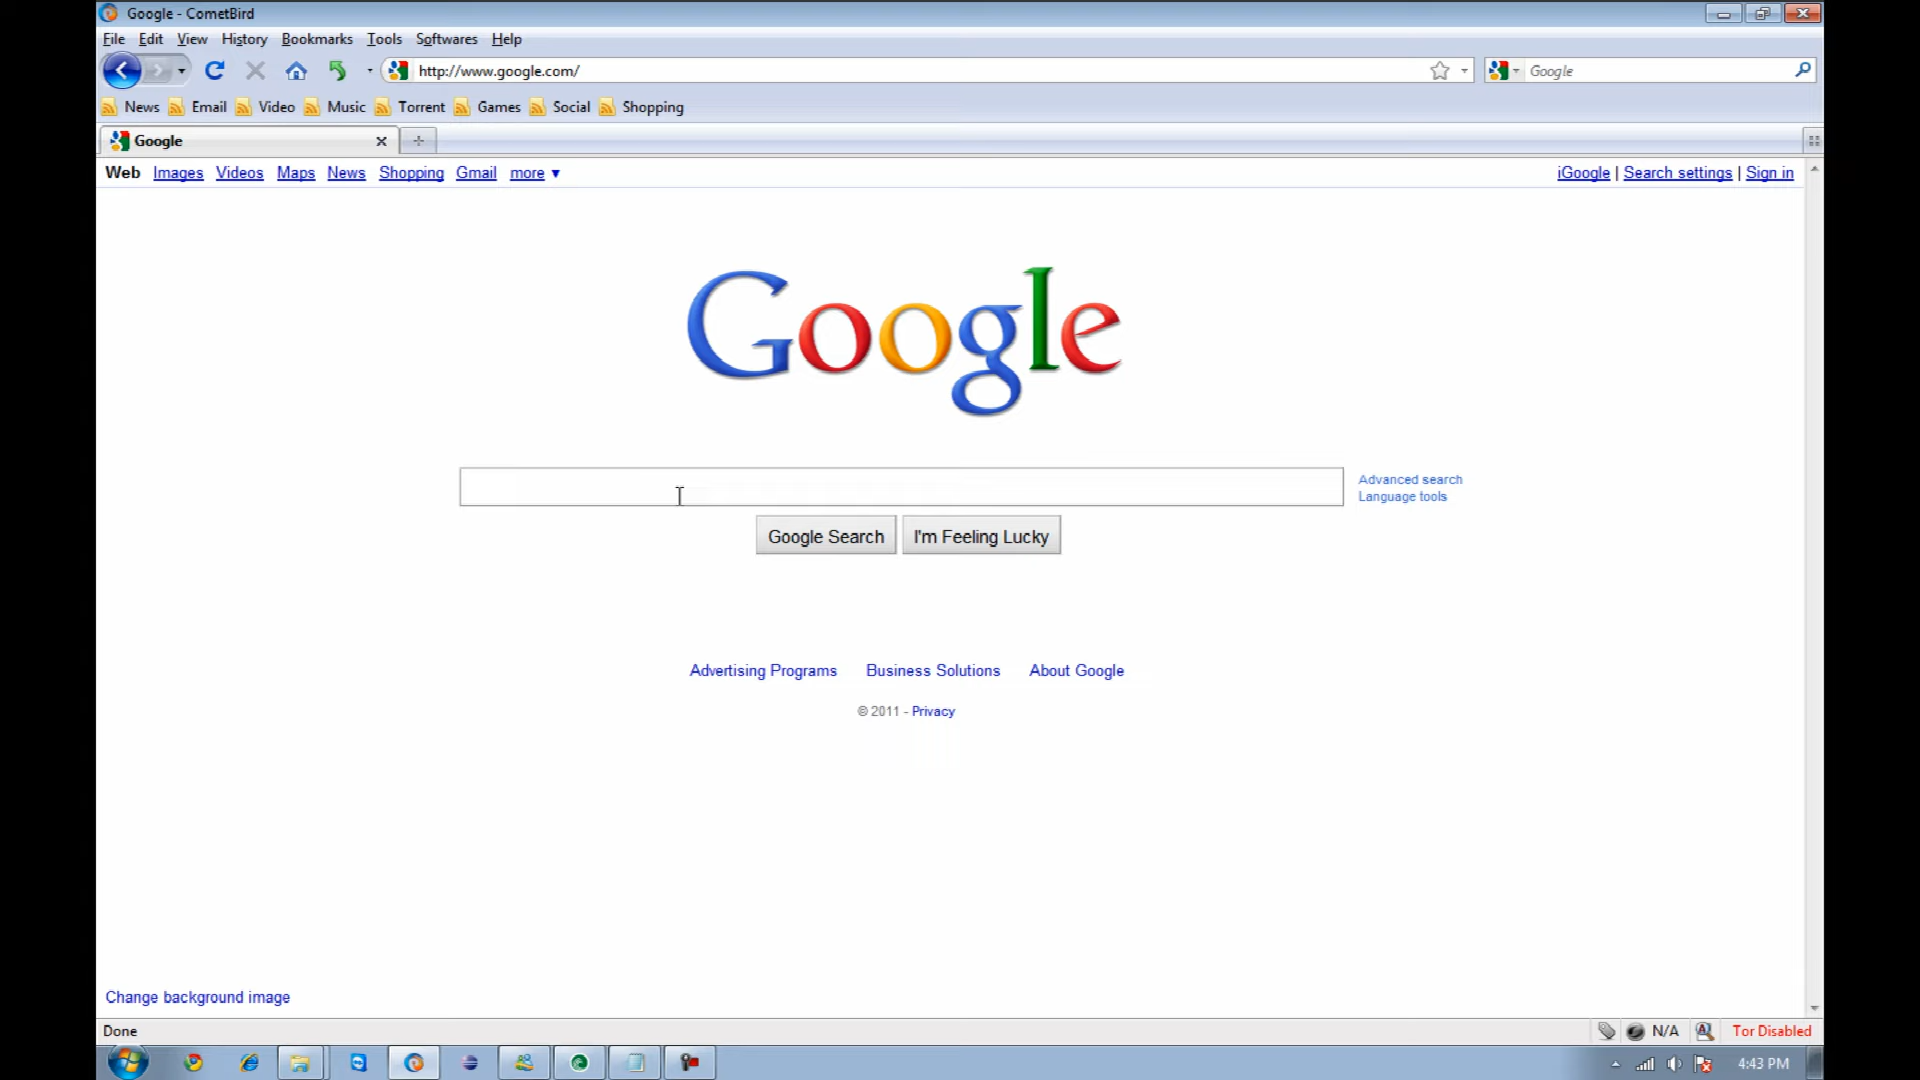 Google - CometBird
File Edit View History Bookmarks Tools Softwares Help
http://www.google.com/ Google
News Email Video Music Torrent Games Social Shopping
Google
Web Images Videos Maps News Shopping Gmail more ▼ iGoogle | Search settings | Sign in
Google
Advanced search
Language tools
Google Search I'm Feeling Lucky
Advertising Programs Business Solutions About Google
© 2011 - Privacy
Change background image
Done N/A Tor Disabled
4:43 PM